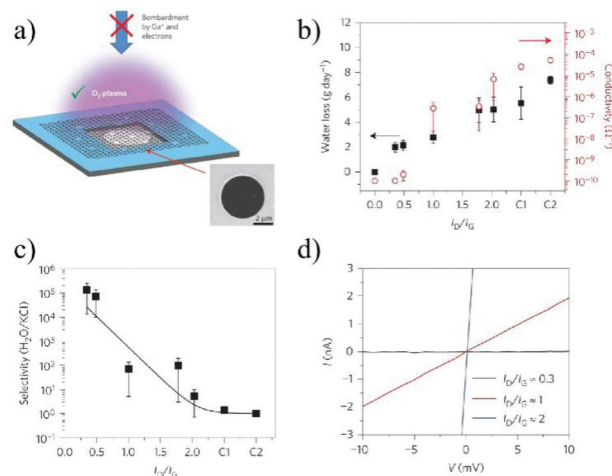 a)
Bombardment
by Ga⁺ and
electrons
O₂ plasma
2 μm
b)
Water loss (g day⁻¹)
12
10
8
6
4
2
0
0.0
0.5
1.0
1.5
2.0
C1
C2
I_D/I_G
10⁻³
10⁻⁴
10⁻⁵
10⁻⁶
10⁻⁷
10⁻⁸
10⁻⁹
10⁻¹⁰
Conductivity (Ω⁻¹)
c)
Selectivity (H₂O/KCl)
10⁶
10⁵
10⁴
10³
10²
10¹
10⁰
10⁻¹
0.0
0.5
1.0
1.5
2.0
C1
C2
I_D/I_G
d)
I (nA)
3
2
1
0
-1
-2
-3
-10
-5
0
5
10
V (mV)
I_D/I_G ≈ 0.3
I_D/I_G ≈ 1
I_D/I_G ≈ 2